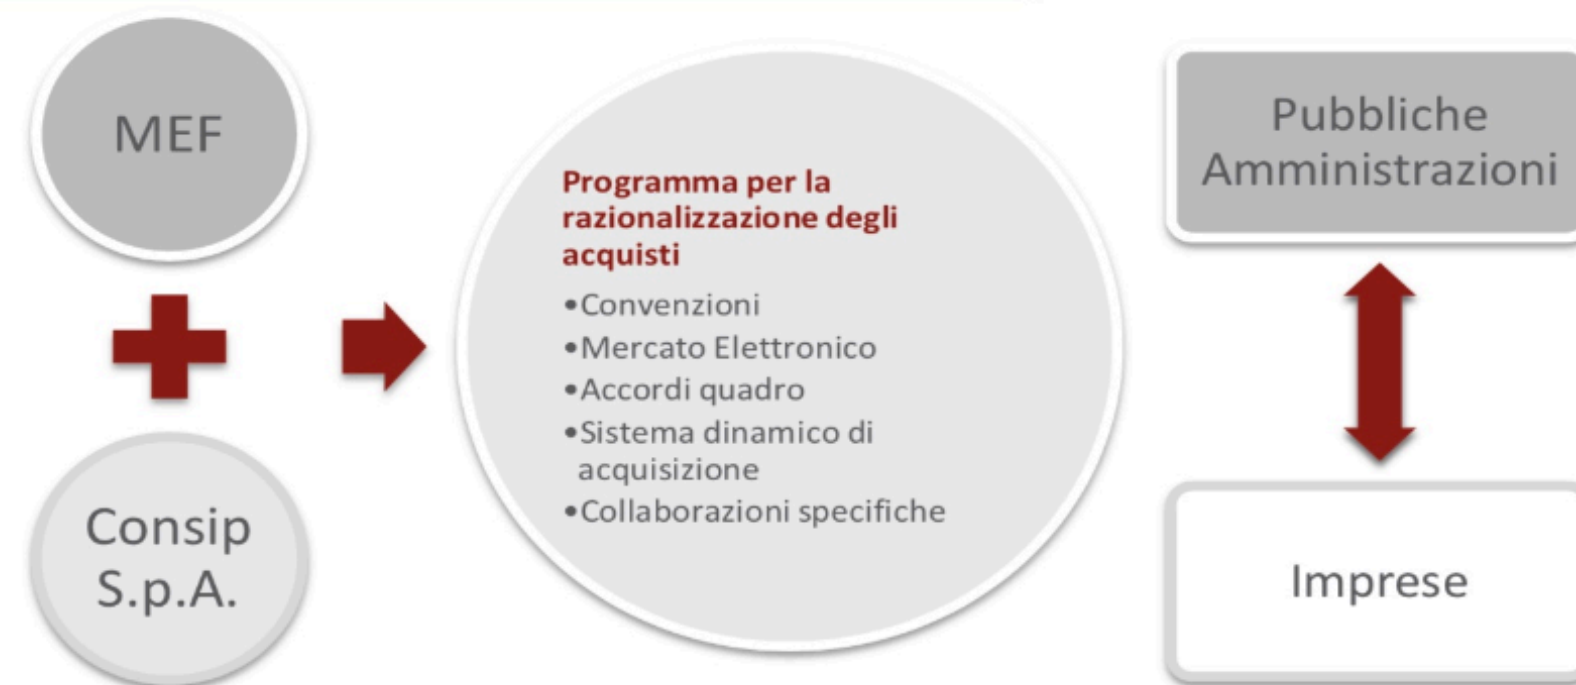 MEF
Consip
S.p.A.
Programma per la
razionalizzazione degli
acquisti
•Convenzioni
•Mercato Elettronico
•Accordi quadro
•Sistema dinamico di
acquisizione
•Collaborazioni specifiche
Pubbliche
Amministrazioni
Imprese